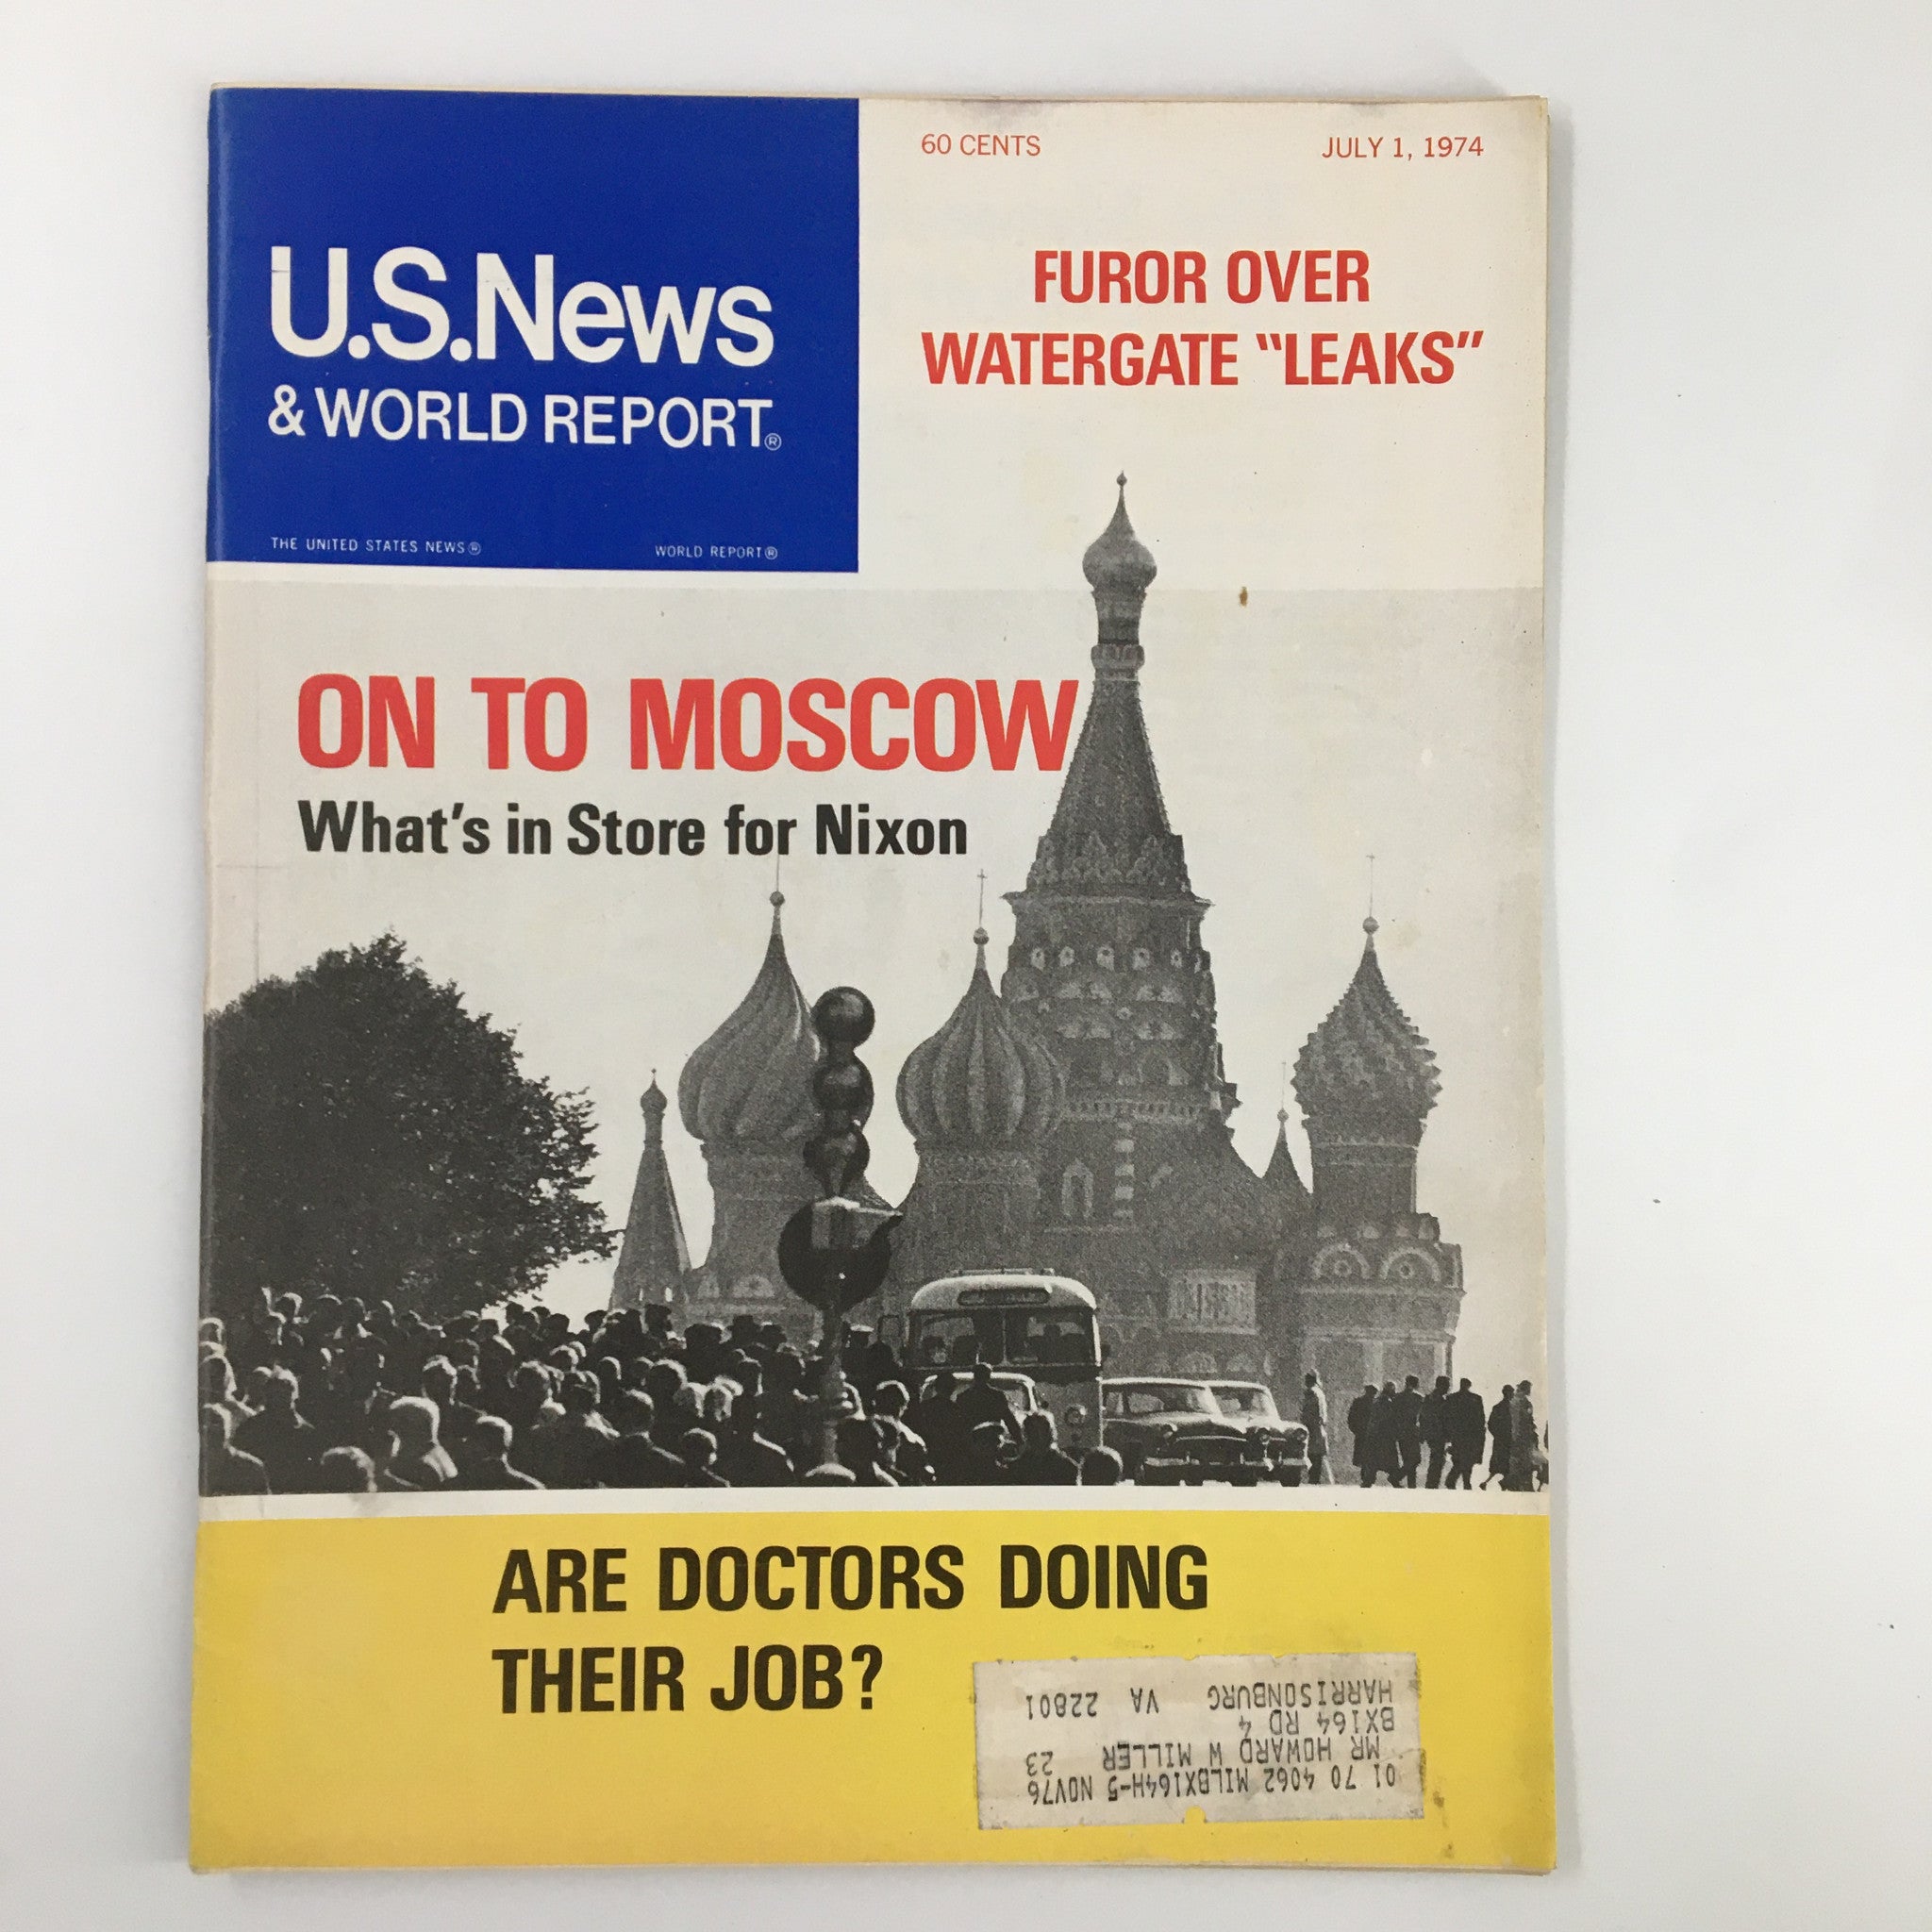 U.S.News
& WORLD REPORT®
THE UNITED STATES NEWS® WORLD REPORT®
60 CENTS JULY 1, 1974
FUROR OVER
WATERGATE “LEAKS”
ON TO MOSCOW
What's in Store for Nixon
ARE DOCTORS DOING
THEIR JOB?
01 70 4062 MILBX164H-5 NOV76
MR HOWARD W MILLER 23
BX164 RD 4
HARRISONBURG VA 22801